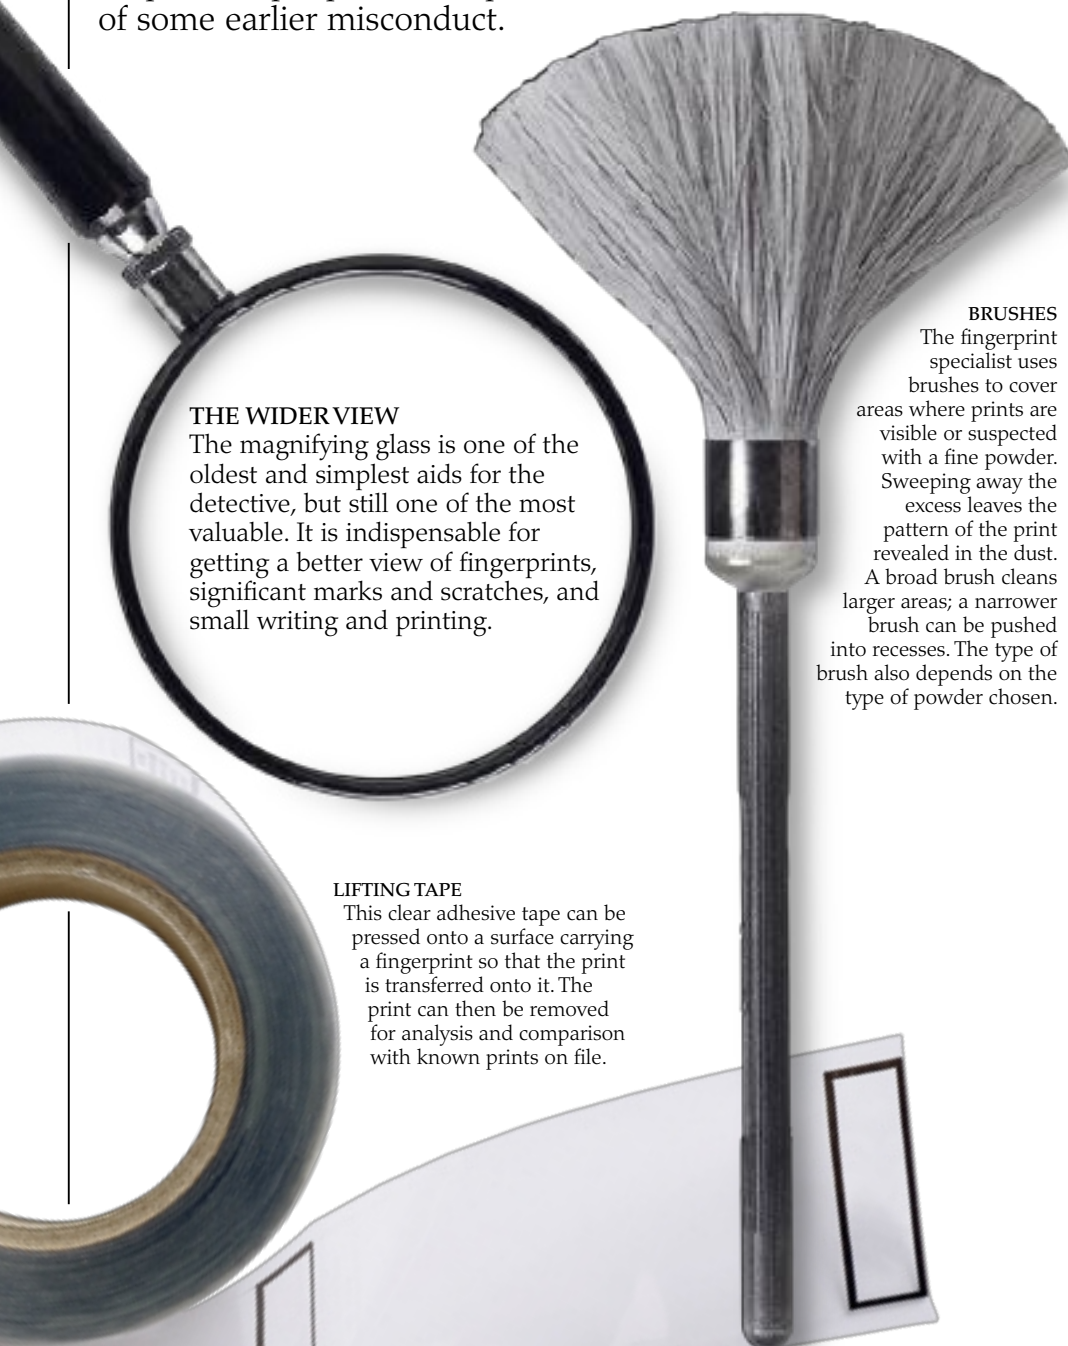 of some earlier misconduct.
THE WIDER VIEW
The magnifying glass is one of the
oldest and simplest aids for the
detective, but still one of the most
valuable. It is indispensable for
getting a better view of fingerprints,
significant marks and scratches, and
small writing and printing.
BRUSHES
The fingerprint
specialist uses
brushes to cover
areas where prints are
visible or suspected
with a fine powder.
Sweeping away the
excess leaves the
pattern of the print
revealed in the dust.
A broad brush cleans
larger areas; a narrower
brush can be pushed
into recesses. The type of
brush also depends on the
type of powder chosen.
LIFTING TAPE
This clear adhesive tape can be
pressed onto a surface carrying
a fingerprint so that the print
is transferred onto it. The
print can then be removed
for analysis and comparison
with known prints on file.